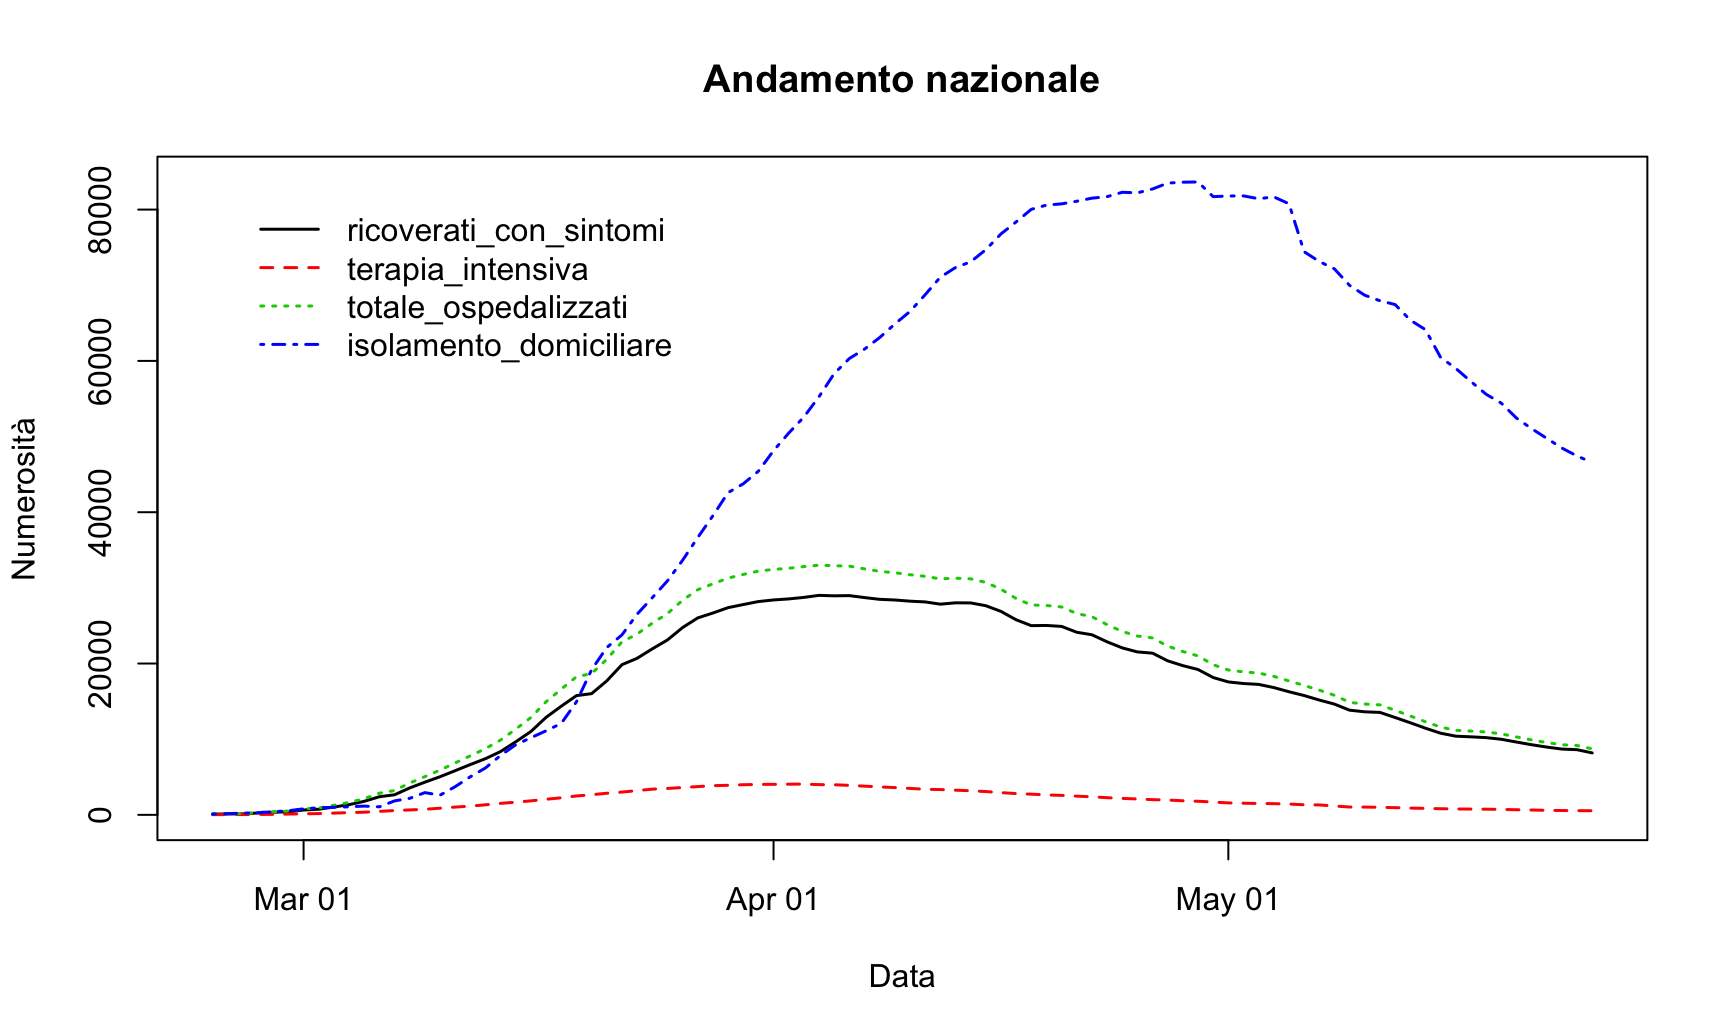 Andamento nazionale
ricoverati_con_sintomi
terapia_intensiva
totale_ospedalizzati
isolamento_domiciliare
Numerosità
80000
60000
40000
20000
0
Mar 01
Apr 01
May 01
Data